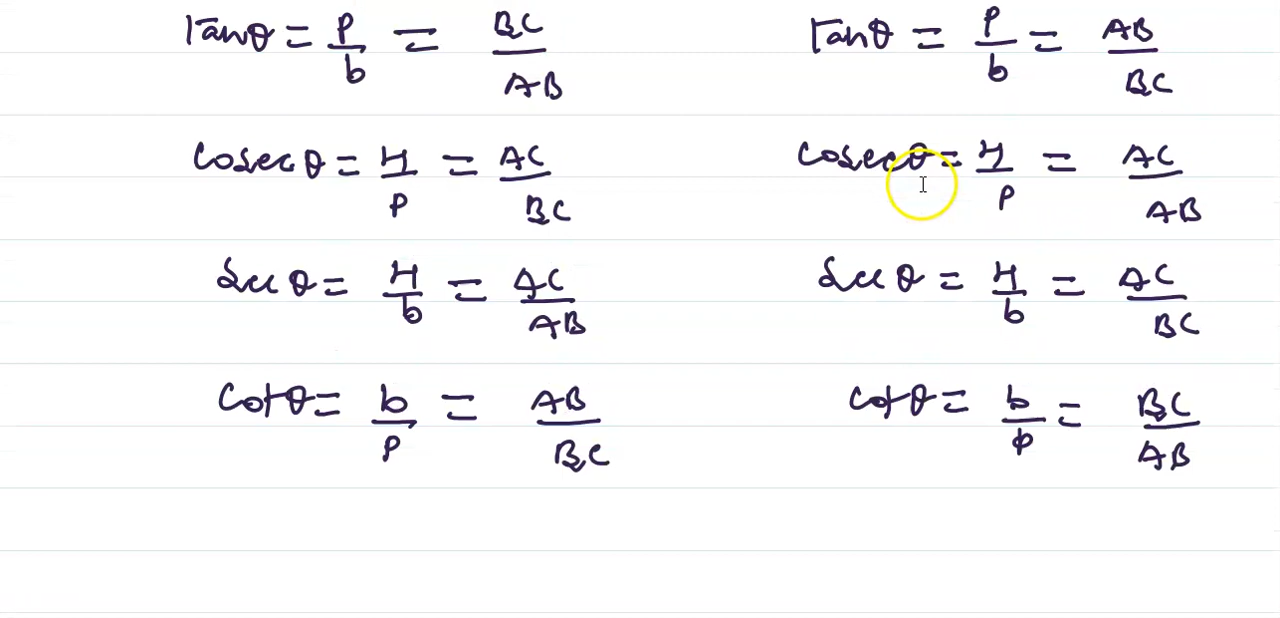 Tanθ = P/b = BC/AB
Tanθ = P/b = AB/BC
Cosecθ = H/P = AC/BC
Cosecθ = H/P = AC/AB
Secθ = H/b = AC/AB
Secθ = H/b = AC/BC
Cotθ = b/P = AB/BC
Cotθ = b/p = BC/AB